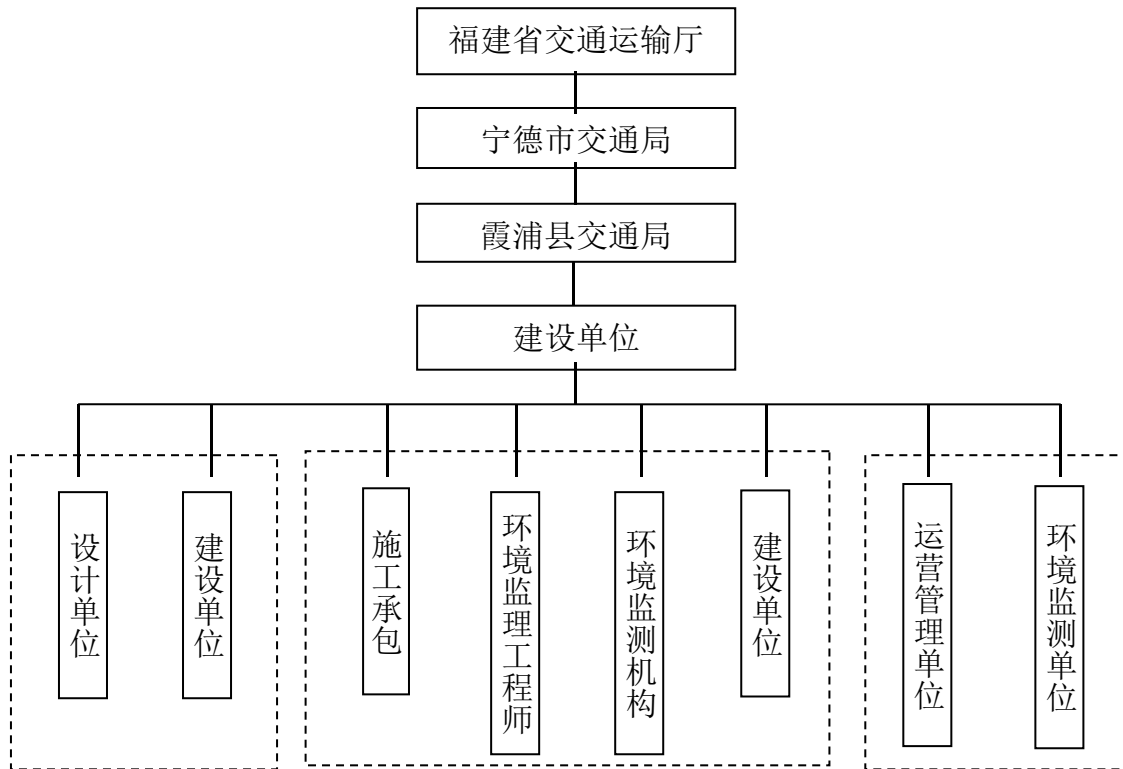 福建省交通运输厅
宁德市交通局
霞浦县交通局
建设单位
设计单位
建设单位
施工承包
环境监理工程师
环境监测机构
建设单位
运营管理单位
环境监测单位